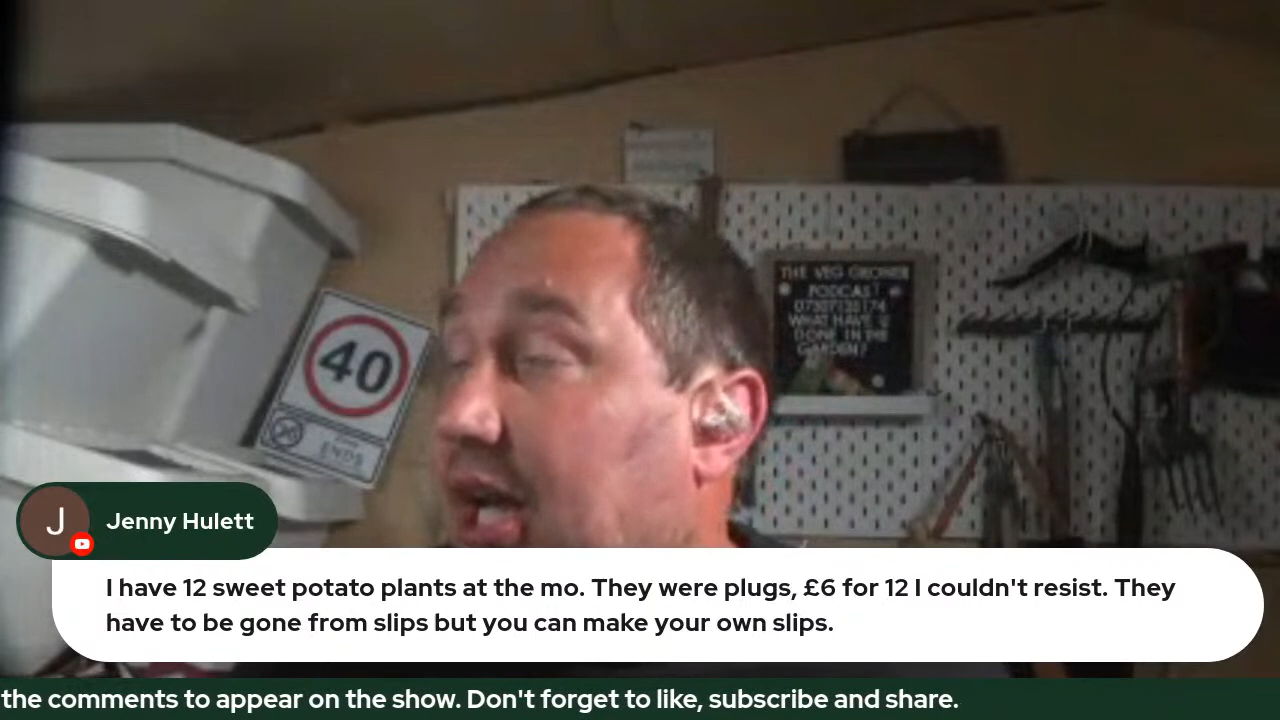 THE VEG GROWER
PODCAST
WHAT HAVE U
DONE IN THE
GARDEN?
40
ENDS
J
Jenny Hulett
I have 12 sweet potato plants at the mo. They were plugs, £6 for 12 I couldn't resist. They
have to be gone from slips but you can make your own slips.
the comments to appear on the show. Don't forget to like, subscribe and share.